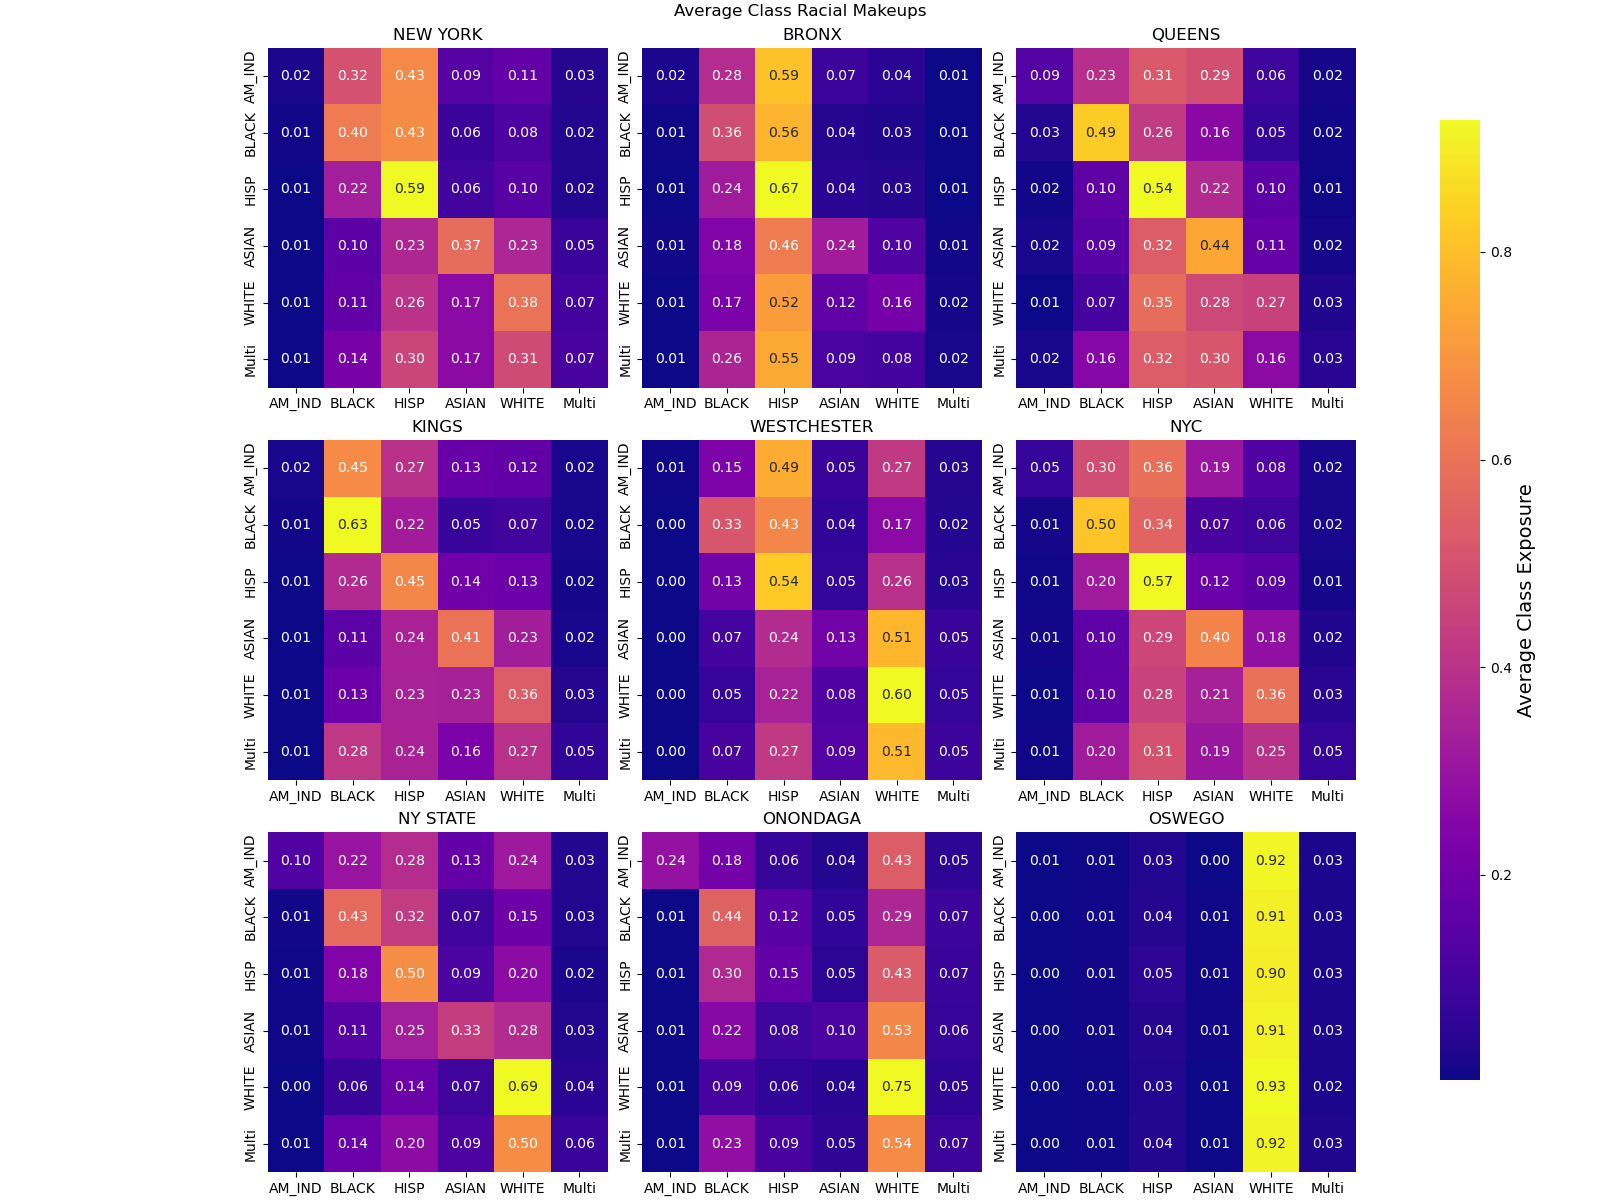 Average Class Racial Makeups
NEW YORK
AM_IND 0.02 0.32 0.43 0.09 0.11 0.03
BLACK 0.01 0.40 0.43 0.06 0.08 0.02
HISP 0.01 0.22 0.59 0.06 0.10 0.02
ASIAN 0.01 0.10 0.23 0.37 0.23 0.05
WHITE 0.01 0.11 0.26 0.17 0.38 0.07
Multi 0.01 0.14 0.30 0.17 0.31 0.07
AM_IND BLACK HISP ASIAN WHITE Multi
BRONX
AM_IND 0.02 0.28 0.59 0.07 0.04 0.01
BLACK 0.01 0.36 0.56 0.04 0.03 0.01
HISP 0.01 0.24 0.67 0.04 0.03 0.01
ASIAN 0.01 0.18 0.46 0.24 0.10 0.01
WHITE 0.01 0.17 0.52 0.12 0.16 0.02
Multi 0.01 0.26 0.55 0.09 0.08 0.02
AM_IND BLACK HISP ASIAN WHITE Multi
QUEENS
AM_IND 0.09 0.23 0.31 0.29 0.06 0.02
BLACK 0.03 0.49 0.26 0.16 0.05 0.02
HISP 0.02 0.10 0.54 0.22 0.10 0.01
ASIAN 0.02 0.09 0.32 0.44 0.11 0.02
WHITE 0.01 0.07 0.35 0.28 0.27 0.03
Multi 0.02 0.16 0.32 0.30 0.16 0.03
AM_IND BLACK HISP ASIAN WHITE Multi
KINGS
AM_IND 0.02 0.45 0.27 0.13 0.12 0.02
BLACK 0.01 0.63 0.22 0.05 0.07 0.02
HISP 0.01 0.26 0.45 0.14 0.13 0.02
ASIAN 0.01 0.11 0.24 0.41 0.23 0.02
WHITE 0.01 0.13 0.23 0.23 0.36 0.03
Multi 0.01 0.28 0.24 0.16 0.27 0.05
AM_IND BLACK HISP ASIAN WHITE Multi
WESTCHESTER
AM_IND 0.01 0.15 0.49 0.05 0.27 0.03
BLACK 0.00 0.33 0.43 0.04 0.17 0.02
HISP 0.00 0.13 0.54 0.05 0.26 0.03
ASIAN 0.00 0.07 0.24 0.13 0.51 0.05
WHITE 0.00 0.05 0.22 0.08 0.60 0.05
Multi 0.00 0.07 0.27 0.09 0.51 0.05
AM_IND BLACK HISP ASIAN WHITE Multi
NYC
AM_IND 0.05 0.30 0.36 0.19 0.08 0.02
BLACK 0.01 0.50 0.34 0.07 0.06 0.02
HISP 0.01 0.20 0.57 0.12 0.09 0.01
ASIAN 0.01 0.10 0.29 0.40 0.18 0.02
WHITE 0.01 0.10 0.28 0.21 0.36 0.03
Multi 0.01 0.20 0.31 0.19 0.25 0.05
AM_IND BLACK HISP ASIAN WHITE Multi
NY STATE
AM_IND 0.10 0.22 0.28 0.13 0.24 0.03
BLACK 0.01 0.43 0.32 0.07 0.15 0.03
HISP 0.01 0.18 0.50 0.09 0.20 0.02
ASIAN 0.01 0.11 0.25 0.33 0.28 0.03
WHITE 0.00 0.06 0.14 0.07 0.69 0.04
Multi 0.01 0.14 0.20 0.09 0.50 0.06
AM_IND BLACK HISP ASIAN WHITE Multi
ONONDAGA
AM_IND 0.24 0.18 0.06 0.04 0.43 0.05
BLACK 0.01 0.44 0.12 0.05 0.29 0.07
HISP 0.01 0.30 0.15 0.05 0.43 0.07
ASIAN 0.01 0.22 0.08 0.10 0.53 0.06
WHITE 0.01 0.09 0.06 0.04 0.75 0.05
Multi 0.01 0.23 0.09 0.05 0.54 0.07
AM_IND BLACK HISP ASIAN WHITE Multi
OSWEGO
AM_IND 0.01 0.01 0.03 0.00 0.92 0.03
BLACK 0.00 0.01 0.04 0.01 0.91 0.03
HISP 0.00 0.01 0.05 0.01 0.90 0.03
ASIAN 0.00 0.01 0.04 0.01 0.91 0.03
WHITE 0.00 0.01 0.03 0.01 0.93 0.02
Multi 0.00 0.01 0.04 0.01 0.92 0.03
AM_IND BLACK HISP ASIAN WHITE Multi
0.8
0.6
0.4
0.2
Average Class Exposure